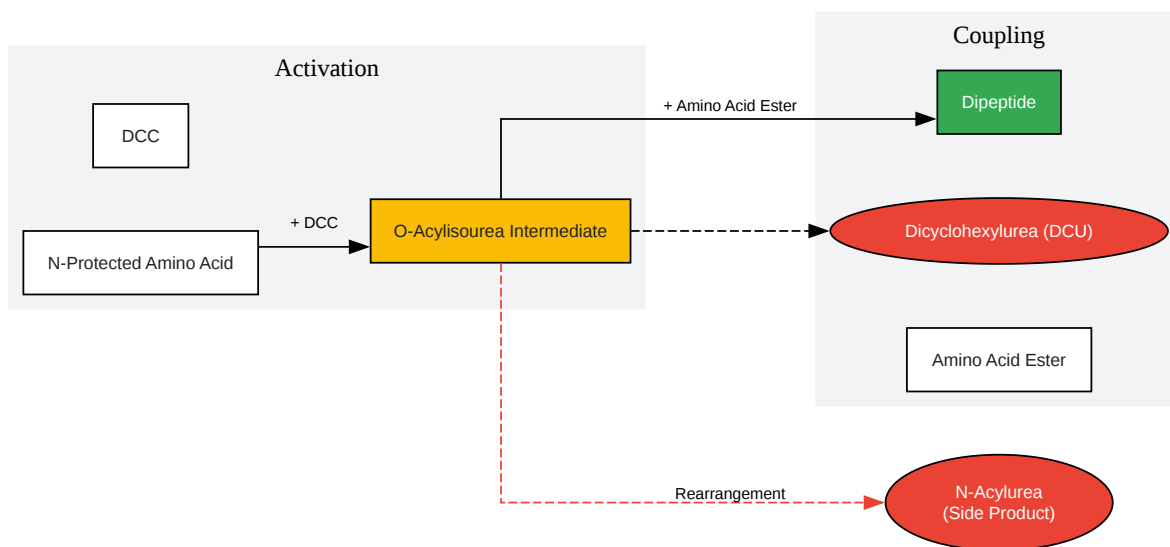 Activation
DCC
N-Protected Amino Acid
+ DCC
O-Acylisourea Intermediate
+ Amino Acid Ester
Rearrangement
Coupling
Dipeptide
Dicyclohexylurea (DCU)
Amino Acid Ester
N-Acylurea
(Side Product)